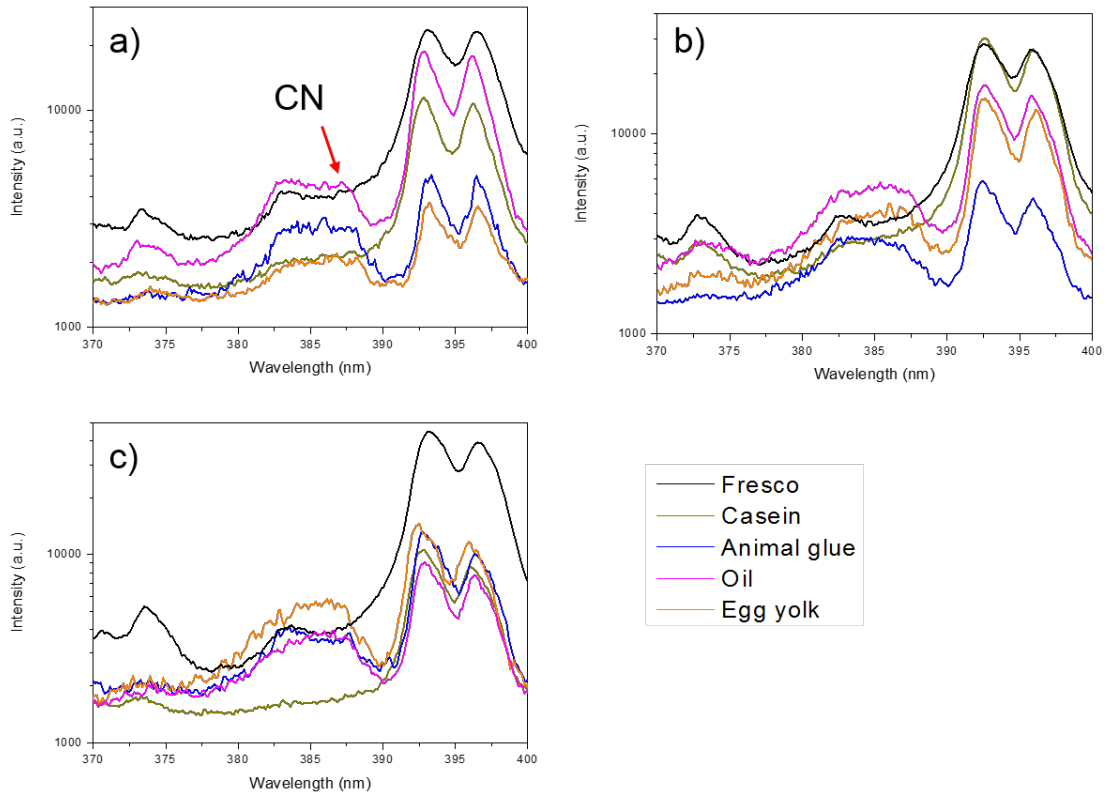 a)
CN
10000
1000
Intensity (a.u.)
370 375 380 385 390 395 400
Wavelength (nm)
b)
10000
1000
Intensity (a.u.)
370 375 380 385 390 395 400
Wavelength (nm)
c)
10000
1000
Intensity (a.u.)
370 375 380 385 390 395 400
Wavelength (nm)
Fresco
Casein
Animal glue
Oil
Egg yolk